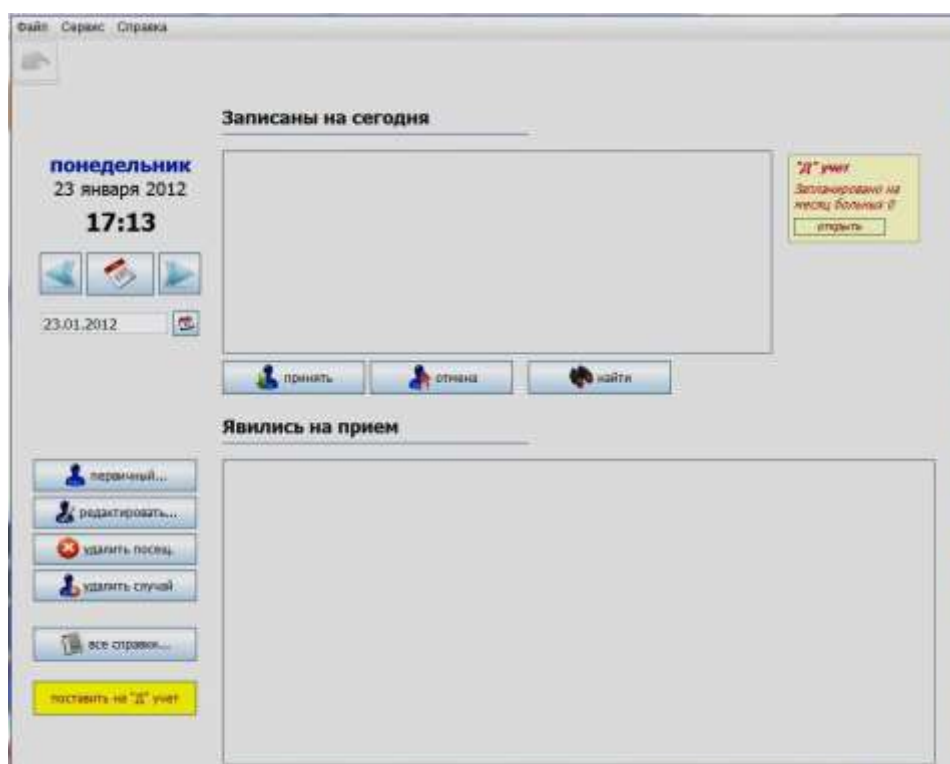 Файл Сервис Справка
Записаны на сегодня
понедельник
23 января 2012
17:13
23.01.2012
"Д" учет
Запланировано на
месяц больных 0
открыть
принять отмена найти
Явились на прием
первичный...
редактировать...
удалить посещ.
удалить случай
все справки...
поставить на "Д" учет